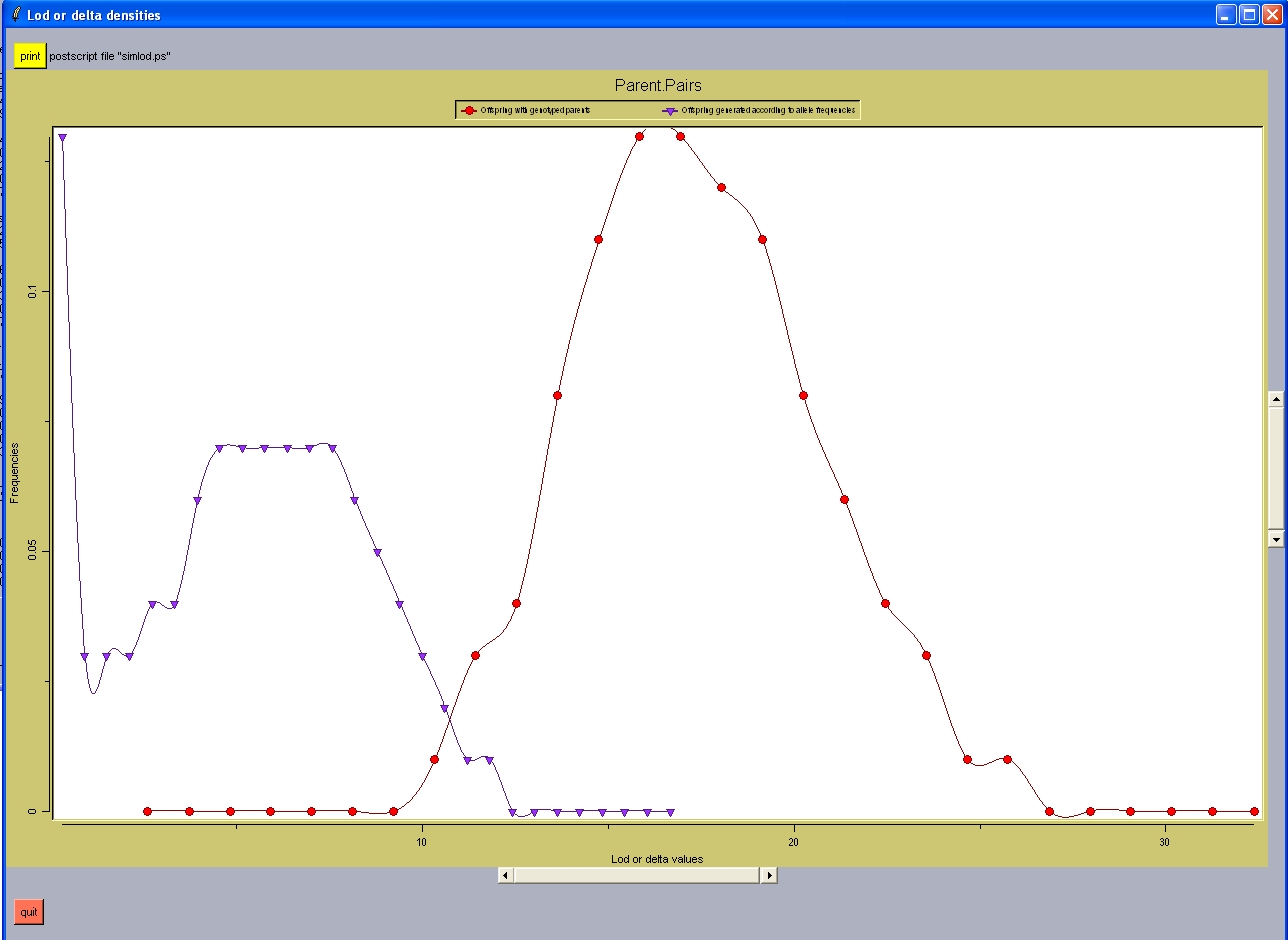 Lod or delta densities
print postscript file "simlod.ps"
Parent.Pairs
Offspring with genotyped parents Offspring generated according to allele frequencies
0.1
0.05
0
Frequencies
10 20 30
Lod or delta values
quit